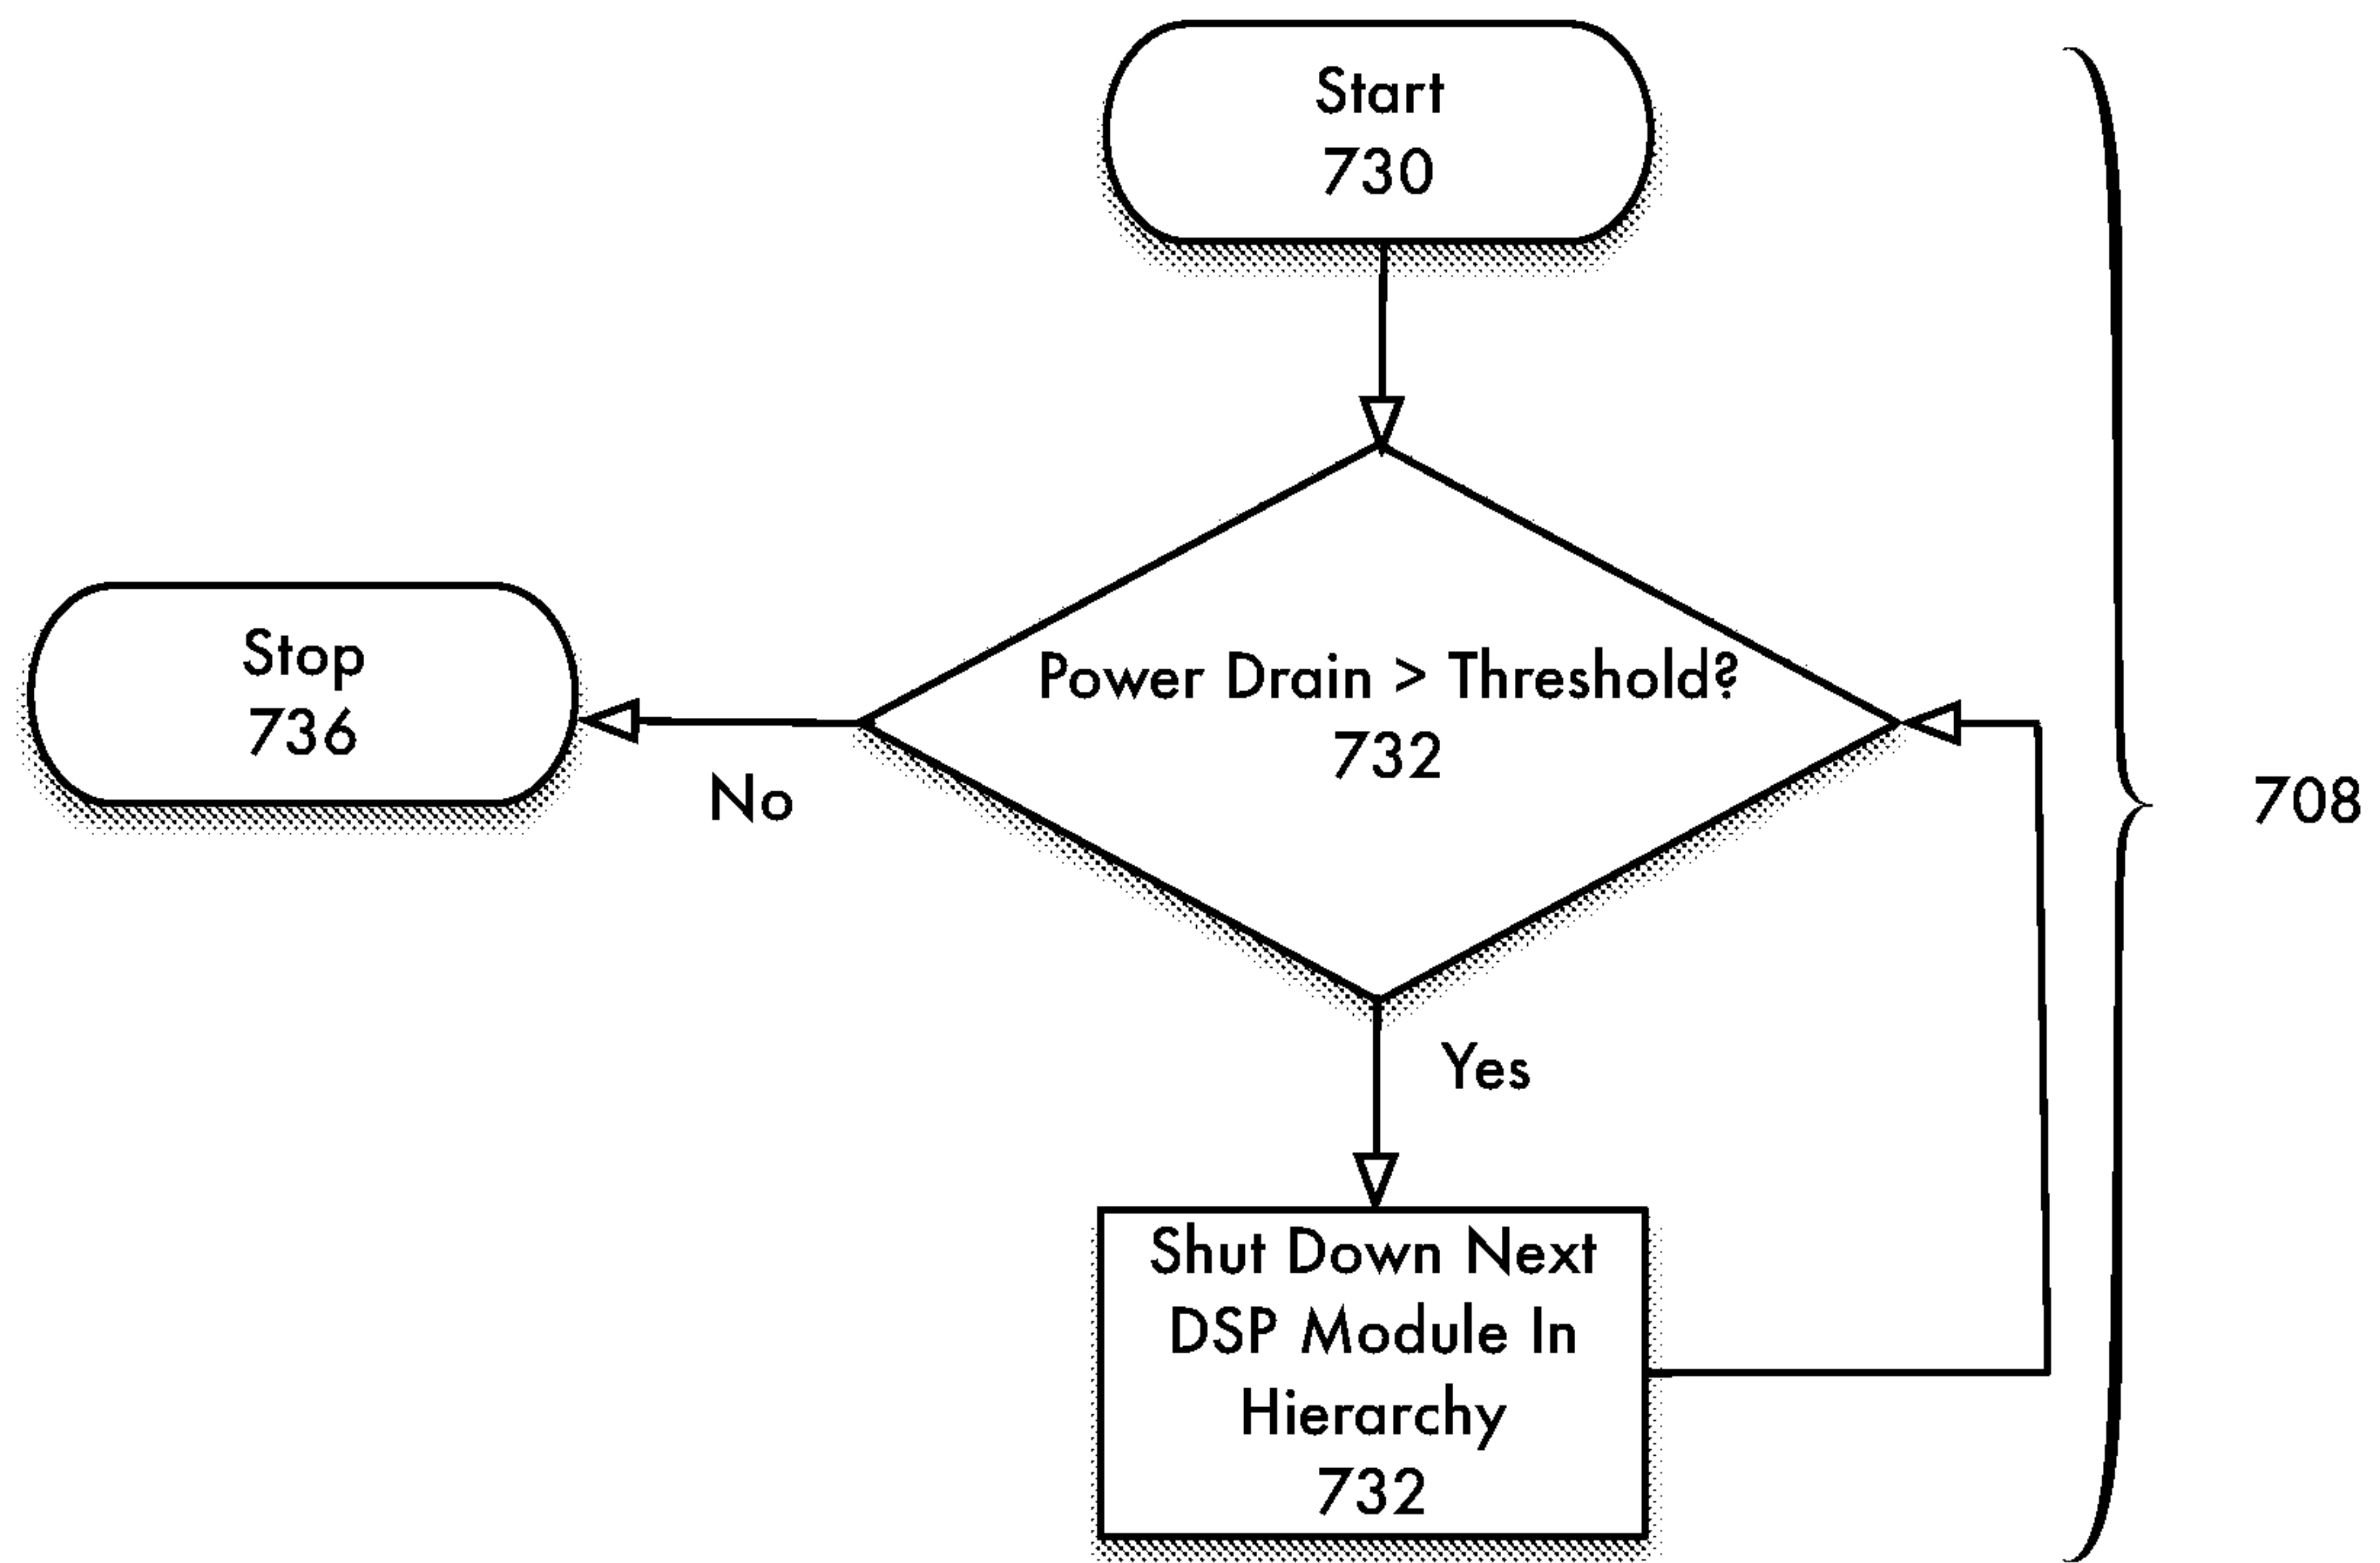 Start
730
Power Drain > Threshold?
732
Stop
736
No
708
Yes
Shut Down Next
DSP Module In
Hierarchy
732